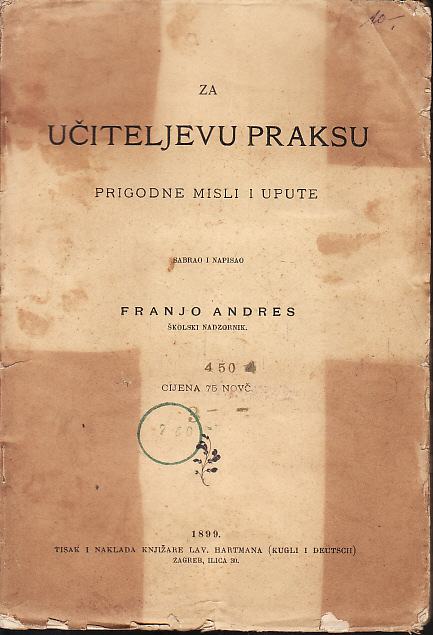 10-
ZA
UČITELJEVU PRAKSU
PRIGODNE MISLI I UPUTE
SABRAO I NAPISAO
FRANJO ANDRES
ŠKOLSKI NADZORNIK.
450
CIJENA 75 NOVČ.
1899.
TISAK I NAKLADA KNJIŽARE LAV. HARTMANA (KUGLI I DEUTSCH)
ZAGREB, ILICA 30.